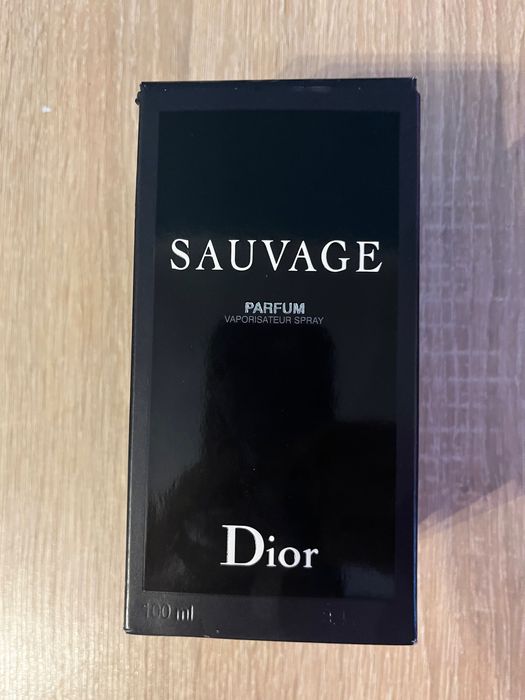 SAUVAGE
PARFUM
VAPORISATEUR SPRAY
Dior
100 ml